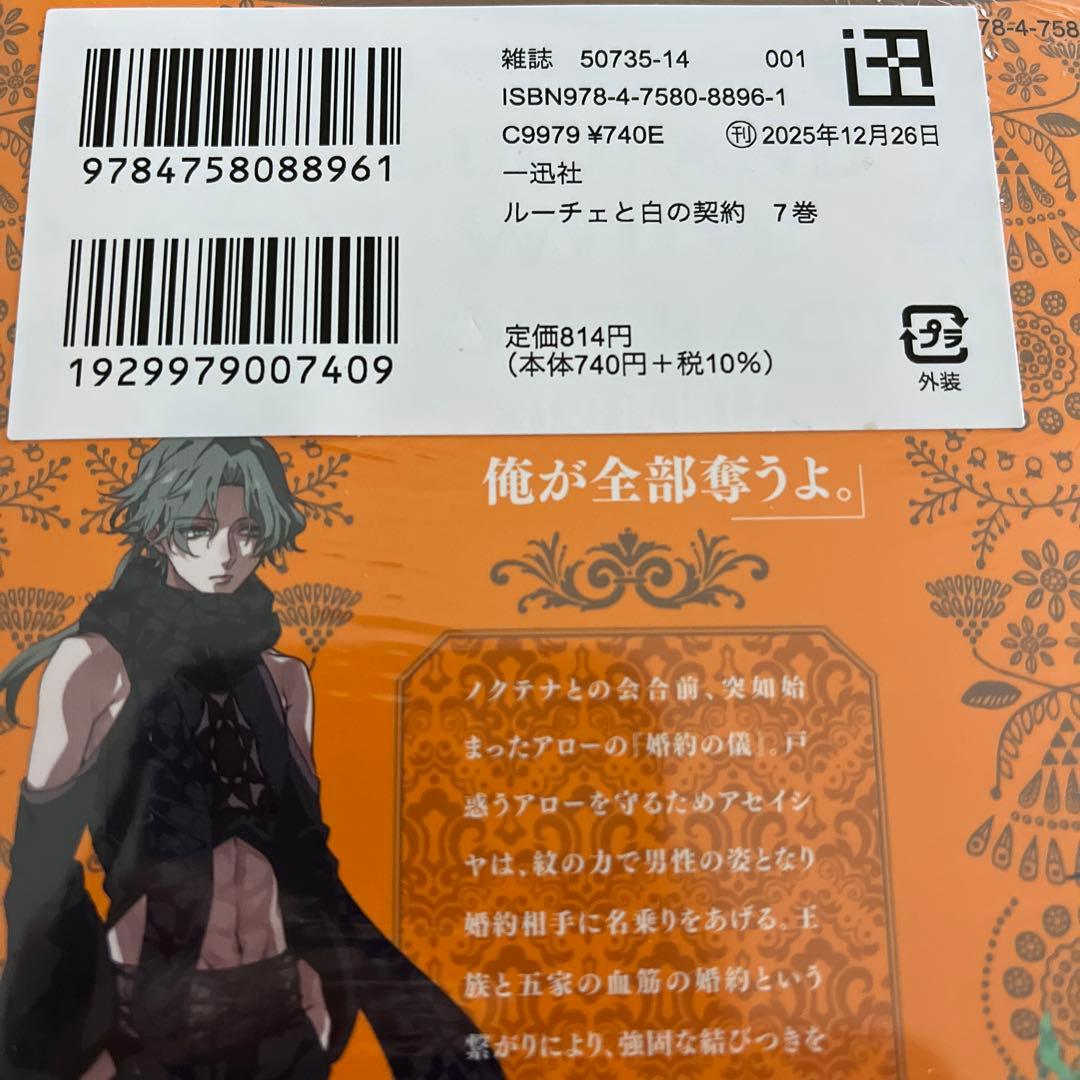 9784758088961
1929979007409
雑誌 50735-14 001
ISBN978-4-7580-8896-1
C9979 ¥740E ㊞刊 2025年12月26日
一迅社
ルーチェと白の契約 7巻
定価814円
(本体740円+税10%)
プラ
外装
78-4-758
俺が全部奪うよ。」
ノクテナとの会合前、突如始
まったアローの『婚約の儀』。戸
惑うアローを守るためアセイシ
ヤは、紋の力で男性の姿となり
婚約相手に名乗りをあげる。王
族と五家の血筋の婚約という
繋がりにより、強固な結びつきを